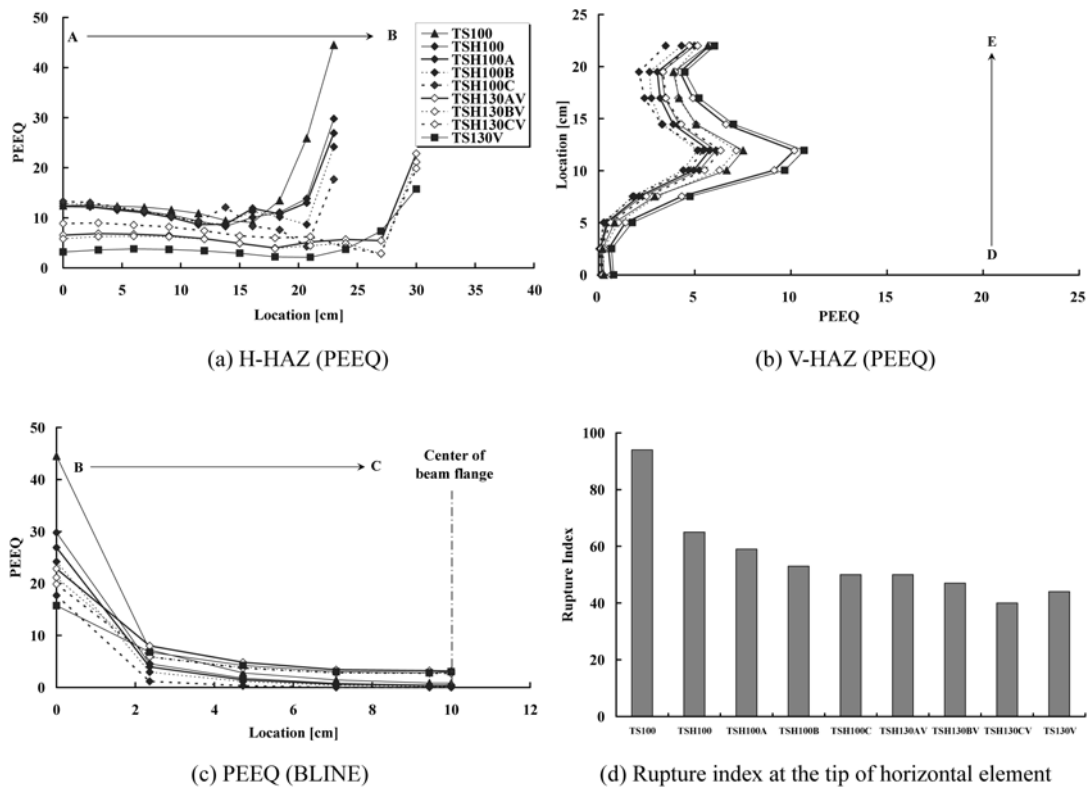 50
40
30
20
10
0
PEEQ
A
B
TS100
TSH100
TSH100A
TSH100B
TSH100C
TSH130AV
TSH130BV
TSH130CV
TS130V
0 5 10 15 20 25 30 35 40
Location [cm]
(a) H-HAZ (PEEQ)
25
20
15
10
5
0
Location [cm]
E
D
0 5 10 15 20 25
PEEQ
(b) V-HAZ (PEEQ)
50
40
30
20
10
0
PEEQ
B
C
Center of
beam flange
0 2 4 6 8 10 12
Location [cm]
(c) PEEQ (BLINE)
100
80
60
40
20
0
Rupture Index
TS100 TSH100 TSH100A TSH100B TSH100C TSH130AV TSH130BV TSH130CV TS130V
(d) Rupture index at the tip of horizontal element